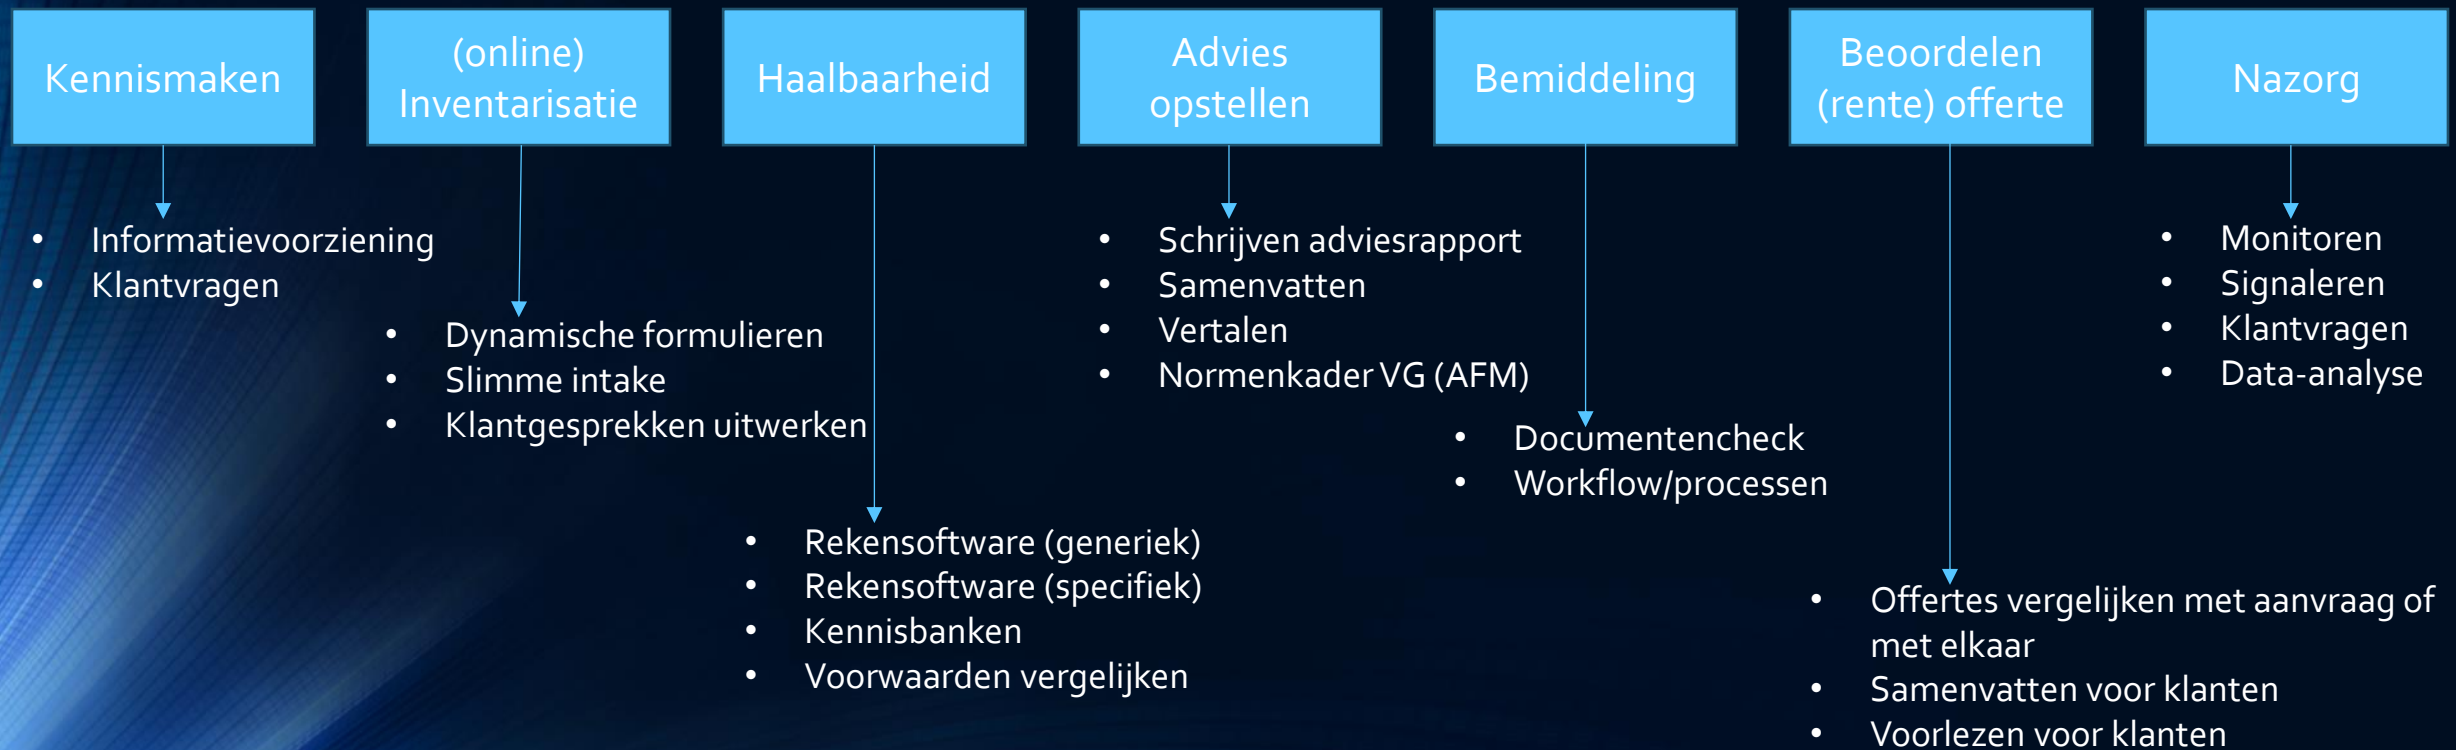 Kennismaken
(online)
Inventarisatie
Haalbaarheid
Advies
opstellen
Bemiddeling
Beoordelen
(rente) offerte
Nazorg
• Informatievoorziening
• Klantvragen
• Dynamische formulieren
• Slimme intake
• Klantgesprekken uitwerken
• Rekensoftware (generiek)
• Rekensoftware (specifiek)
• Kennisbanken
• Voorwaarden vergelijken
• Schrijven adviesrapport
• Samenvatten
• Vertalen
• Normenkader VG (AFM)
• Documentencheck
• Workflow/processen
• Offertes vergelijken met aanvraag of
met elkaar
• Samenvatten voor klanten
• Voorlezen voor klanten
• Monitoren
• Signaleren
• Klantvragen
• Data-analyse